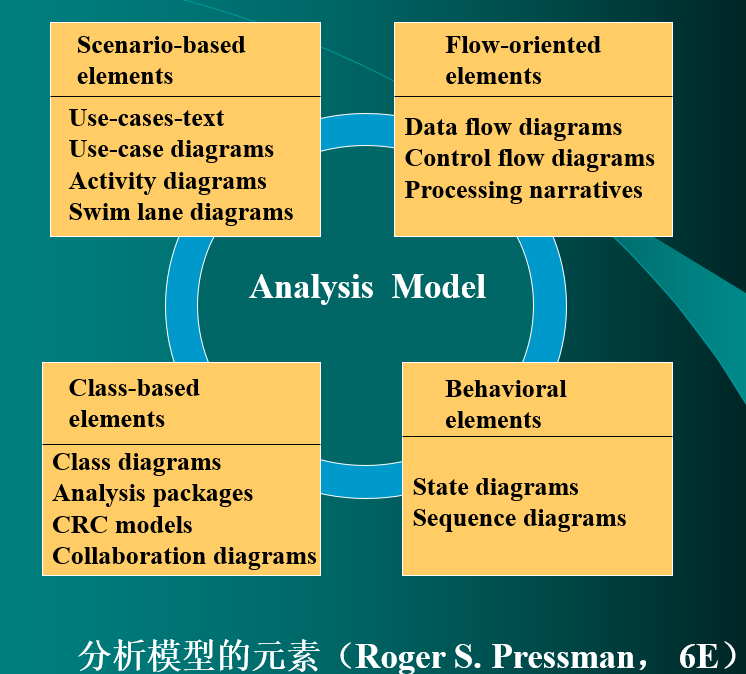 Scenario-based
elements
Use-cases-text
Use-case diagrams
Activity diagrams
Swim lane diagrams
Flow-oriented
elements
Data flow diagrams
Control flow diagrams
Processing narratives
Analysis Model
Class-based
elements
Class diagrams
Analysis packages
CRC models
Collaboration diagrams
Behavioral
elements
State diagrams
Sequence diagrams
分析模型的元素（Roger S. Pressman， 6E）